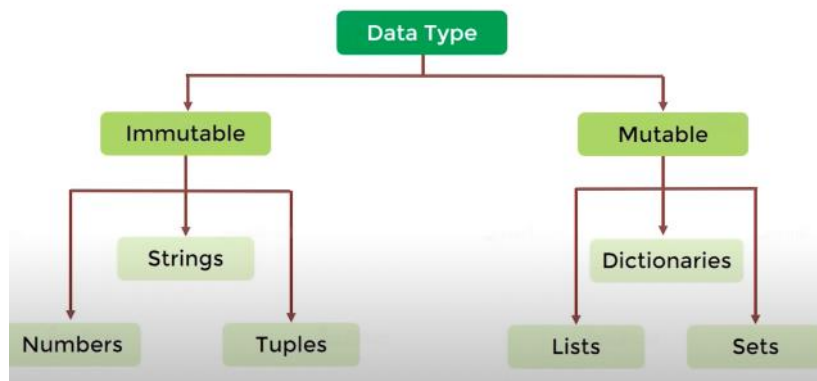 Data Type
Immutable
Mutable
Strings
Dictionaries
Numbers
Tuples
Lists
Sets